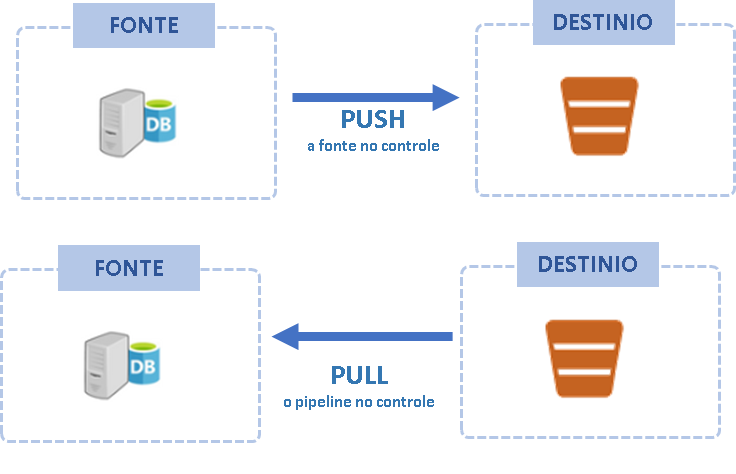 FONTE
DESTINIO
DB
PUSH
a fonte no controle
FONTE
DESTINIO
DB
PULL
o pipeline no controle